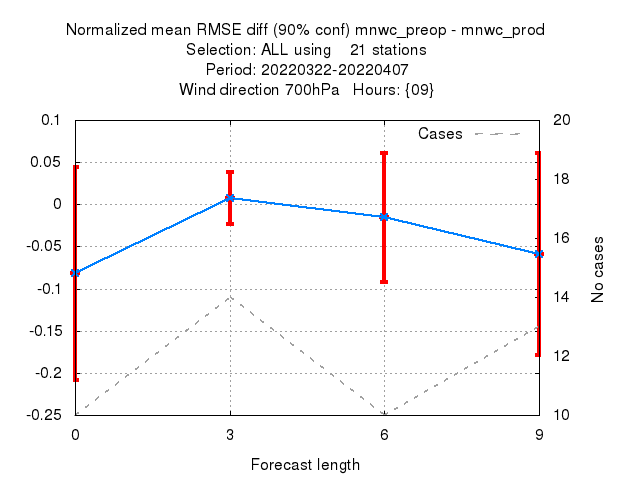 Normalized mean RMSE diff (90% conf) mnwc_preop - mnwc_prod
Selection: ALL using    21 stations
Period: 20220322-20220407
Wind direction 700hPa   Hours: {09}
Cases
0.1
0.05
0
-0.05
-0.1
-0.15
-0.2
-0.25
20
18
16
14
12
10
No cases
0 3 6 9
Forecast length